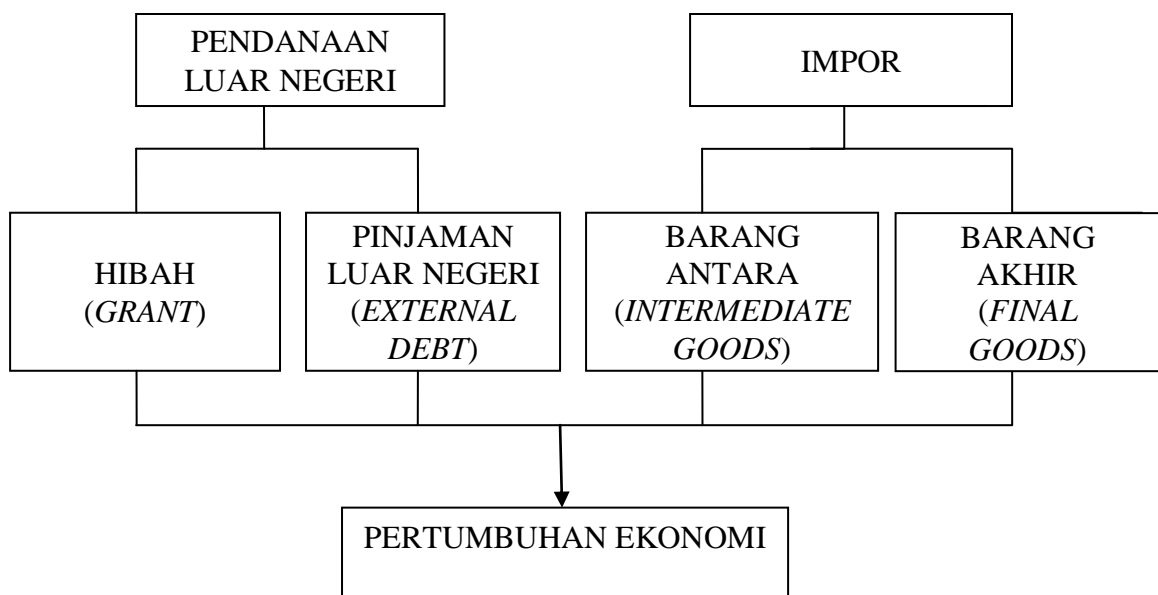 PENDANAAN
LUAR NEGERI
IMPOR
HIBAH
(GRANT)
PINJAMAN
LUAR NEGERI
(EXTERNAL
DEBT)
BARANG
ANTARA
(INTERMEDIATE
GOODS)
BARANG
AKHIR
(FINAL
GOODS)
PERTUMBUHAN EKONOMI